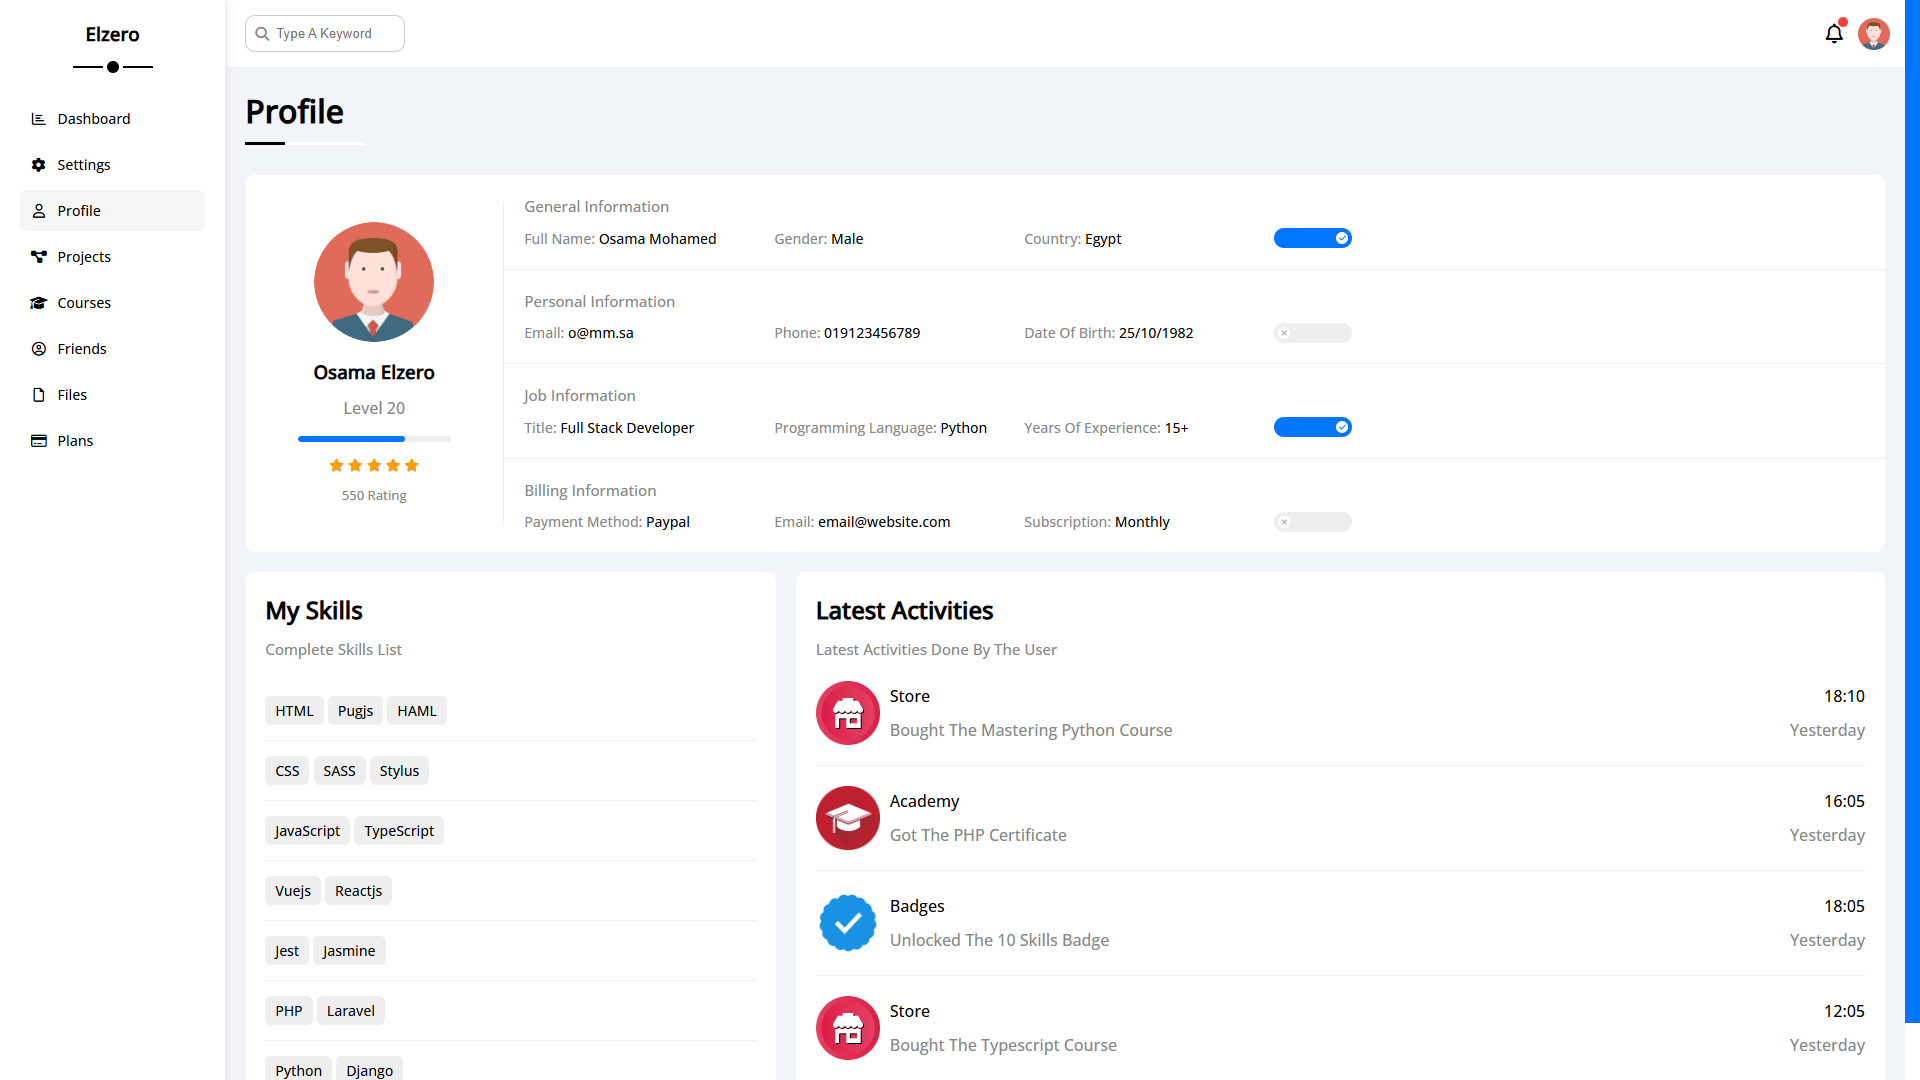 Elzero
Dashboard
Settings
Profile
Projects
Courses
Friends
Files
Plans
Type A Keyword
Profile
Osama Elzero
Level 20
550 Rating
General Information
Full Name: Osama Mohamed Gender: Male Country: Egypt
Personal Information
Email: o@mm.sa Phone: 019123456789 Date Of Birth: 25/10/1982
Job Information
Title: Full Stack Developer Programming Language: Python Years Of Experience: 15+
Billing Information
Payment Method: Paypal Email: email@website.com Subscription: Monthly
My Skills
Complete Skills List
HTML Pugjs HAML
CSS SASS Stylus
JavaScript TypeScript
Vuejs Reactjs
Jest Jasmine
PHP Laravel
Python Django
Latest Activities
Latest Activities Done By The User
Store 18:10
Bought The Mastering Python Course Yesterday
Academy 16:05
Got The PHP Certificate Yesterday
Badges 18:05
Unlocked The 10 Skills Badge Yesterday
Store 12:05
Bought The Typescript Course Yesterday